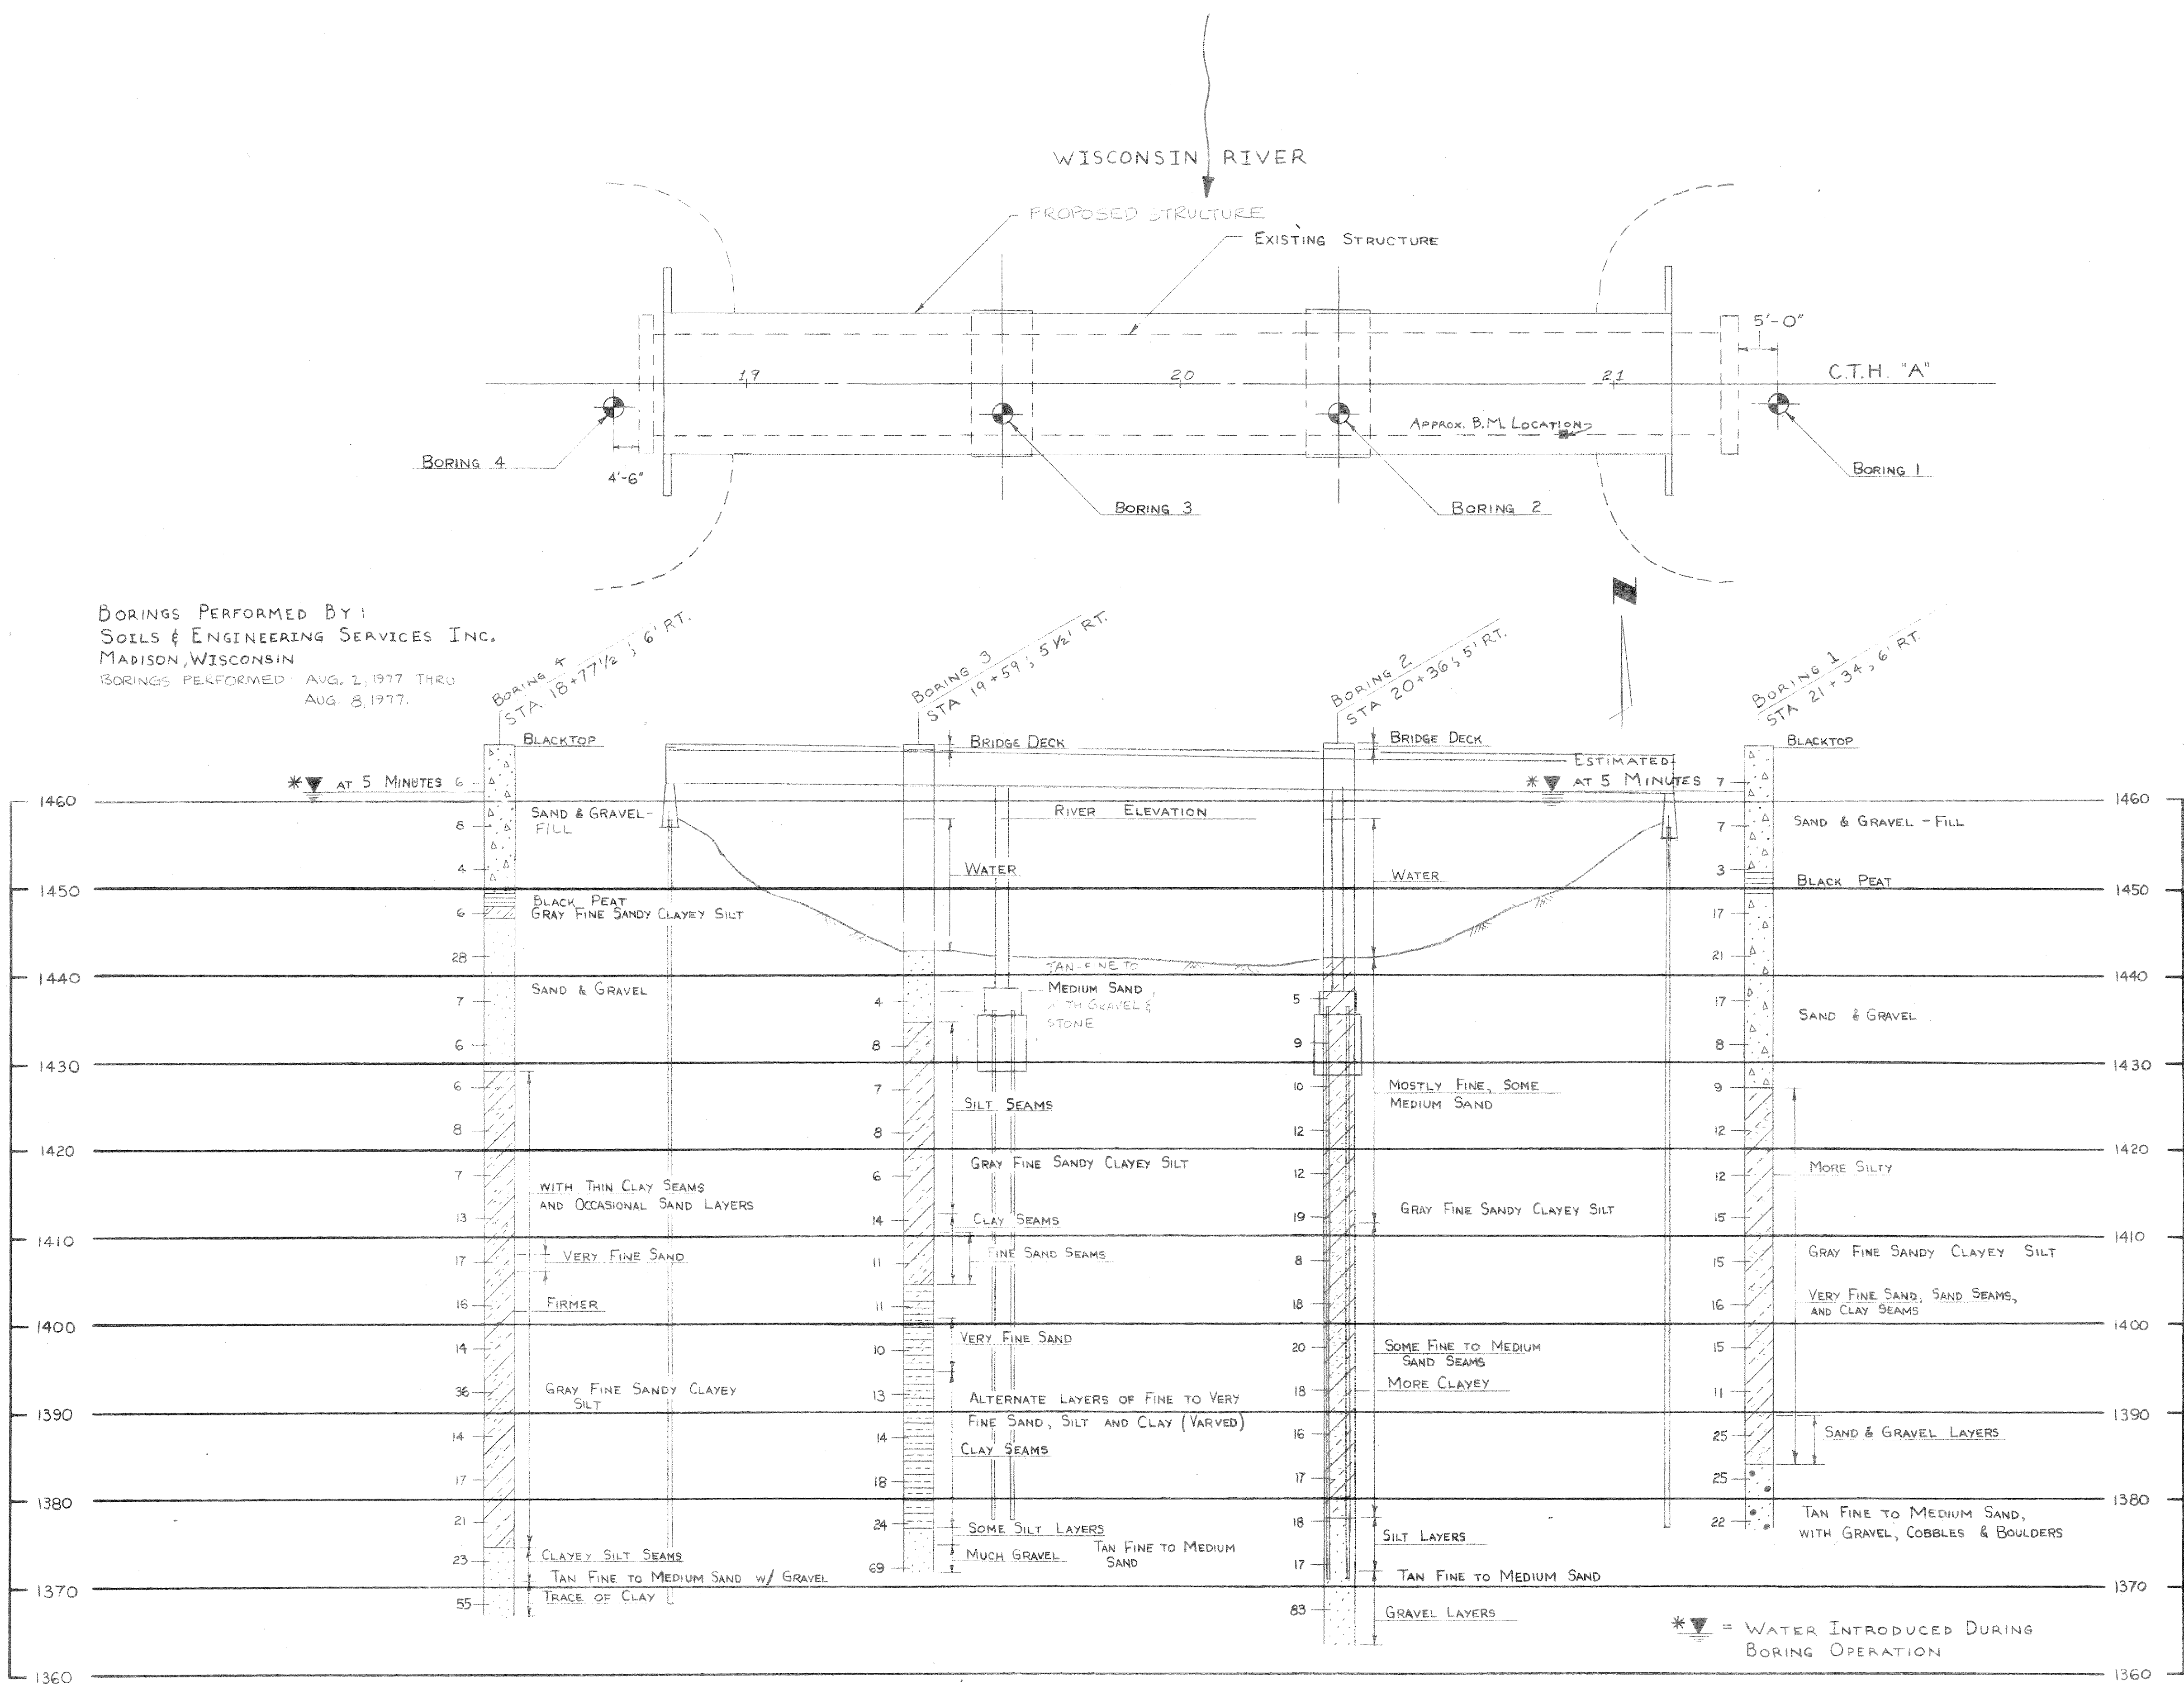 WISCONSIN RIVER
PROPOSED STRUCTURE
EXISTING STRUCTURE
5'-0"
19
20
21
C.T.H. "A"
APPROX. B.M. LOCATION
BORING 4
4'-6"
BORING 3
BORING 2
BORING 1
N
BORINGS PERFORMED BY:
SOILS & ENGINEERING SERVICES INC.
MADISON, WISCONSIN
BORINGS PERFORMED AUG. 2, 1977 THRU
AUG. 8, 1977.
BORING 4
STA 18+77 1/2; 6' RT.
BORING 3
STA 19+59; 5 1/2' RT.
BORING 2
STA 20+36; 5' RT.
BORING 1
STA 21+34; 6' RT.
1460
1450
1440
1430
1420
1410
1400
1390
1380
1370
1360
* AT 5 MINUTES
6
8
4
6
28
7
6
6
8
7
13
17
16
14
36
14
17
21
23
55
BLACKTOP
SAND & GRAVEL-
FILL
BLACK PEAT
GRAY FINE SANDY CLAYEY SILT
SAND & GRAVEL
WITH THIN CLAY SEAMS
AND OCCASIONAL SAND LAYERS
VERY FINE SAND
FIRMER
GRAY FINE SANDY CLAYEY
SILT
CLAYEY SILT SEAMS
TAN FINE TO MEDIUM SAND W/ GRAVEL
TRACE OF CLAY
4
8
7
8
6
14
11
11
10
13
14
18
24
69
BRIDGE DECK
RIVER ELEVATION
WATER
TAN-FINE TO
MEDIUM SAND,
GRAVEL &
STONE
SILT SEAMS
GRAY FINE SANDY CLAYEY SILT
CLAY SEAMS
FINE SAND SEAMS
VERY FINE SAND
ALTERNATE LAYERS OF FINE TO VERY
FINE SAND, SILT AND CLAY (VARVED)
CLAY SEAMS
SOME SILT LAYERS
MUCH GRAVEL
TAN FINE TO MEDIUM
SAND
5
9
10
12
12
19
8
18
20
18
16
17
18
17
83
BRIDGE DECK
WATER
MOSTLY FINE, SOME
MEDIUM SAND
GRAY FINE SANDY CLAYEY SILT
SOME FINE TO MEDIUM
SAND SEAMS
MORE CLAYEY
SILT LAYERS
TAN FINE TO MEDIUM SAND
GRAVEL LAYERS
ESTIMATED
* AT 5 MINUTES
7
7
3
17
21
17
8
9
12
12
15
15
16
15
11
25
25
22
BLACKTOP
SAND & GRAVEL - FILL
BLACK PEAT
SAND & GRAVEL
MORE SILTY
GRAY FINE SANDY CLAYEY SILT
VERY FINE SAND, SAND SEAMS,
AND CLAY SEAMS
SAND & GRAVEL LAYERS
TAN FINE TO MEDIUM SAND,
WITH GRAVEL, COBBLES & BOULDERS
1460
1450
1440
1430
1420
1410
1400
1390
1380
1370
1360
* = WATER INTRODUCED DURING
BORING OPERATION